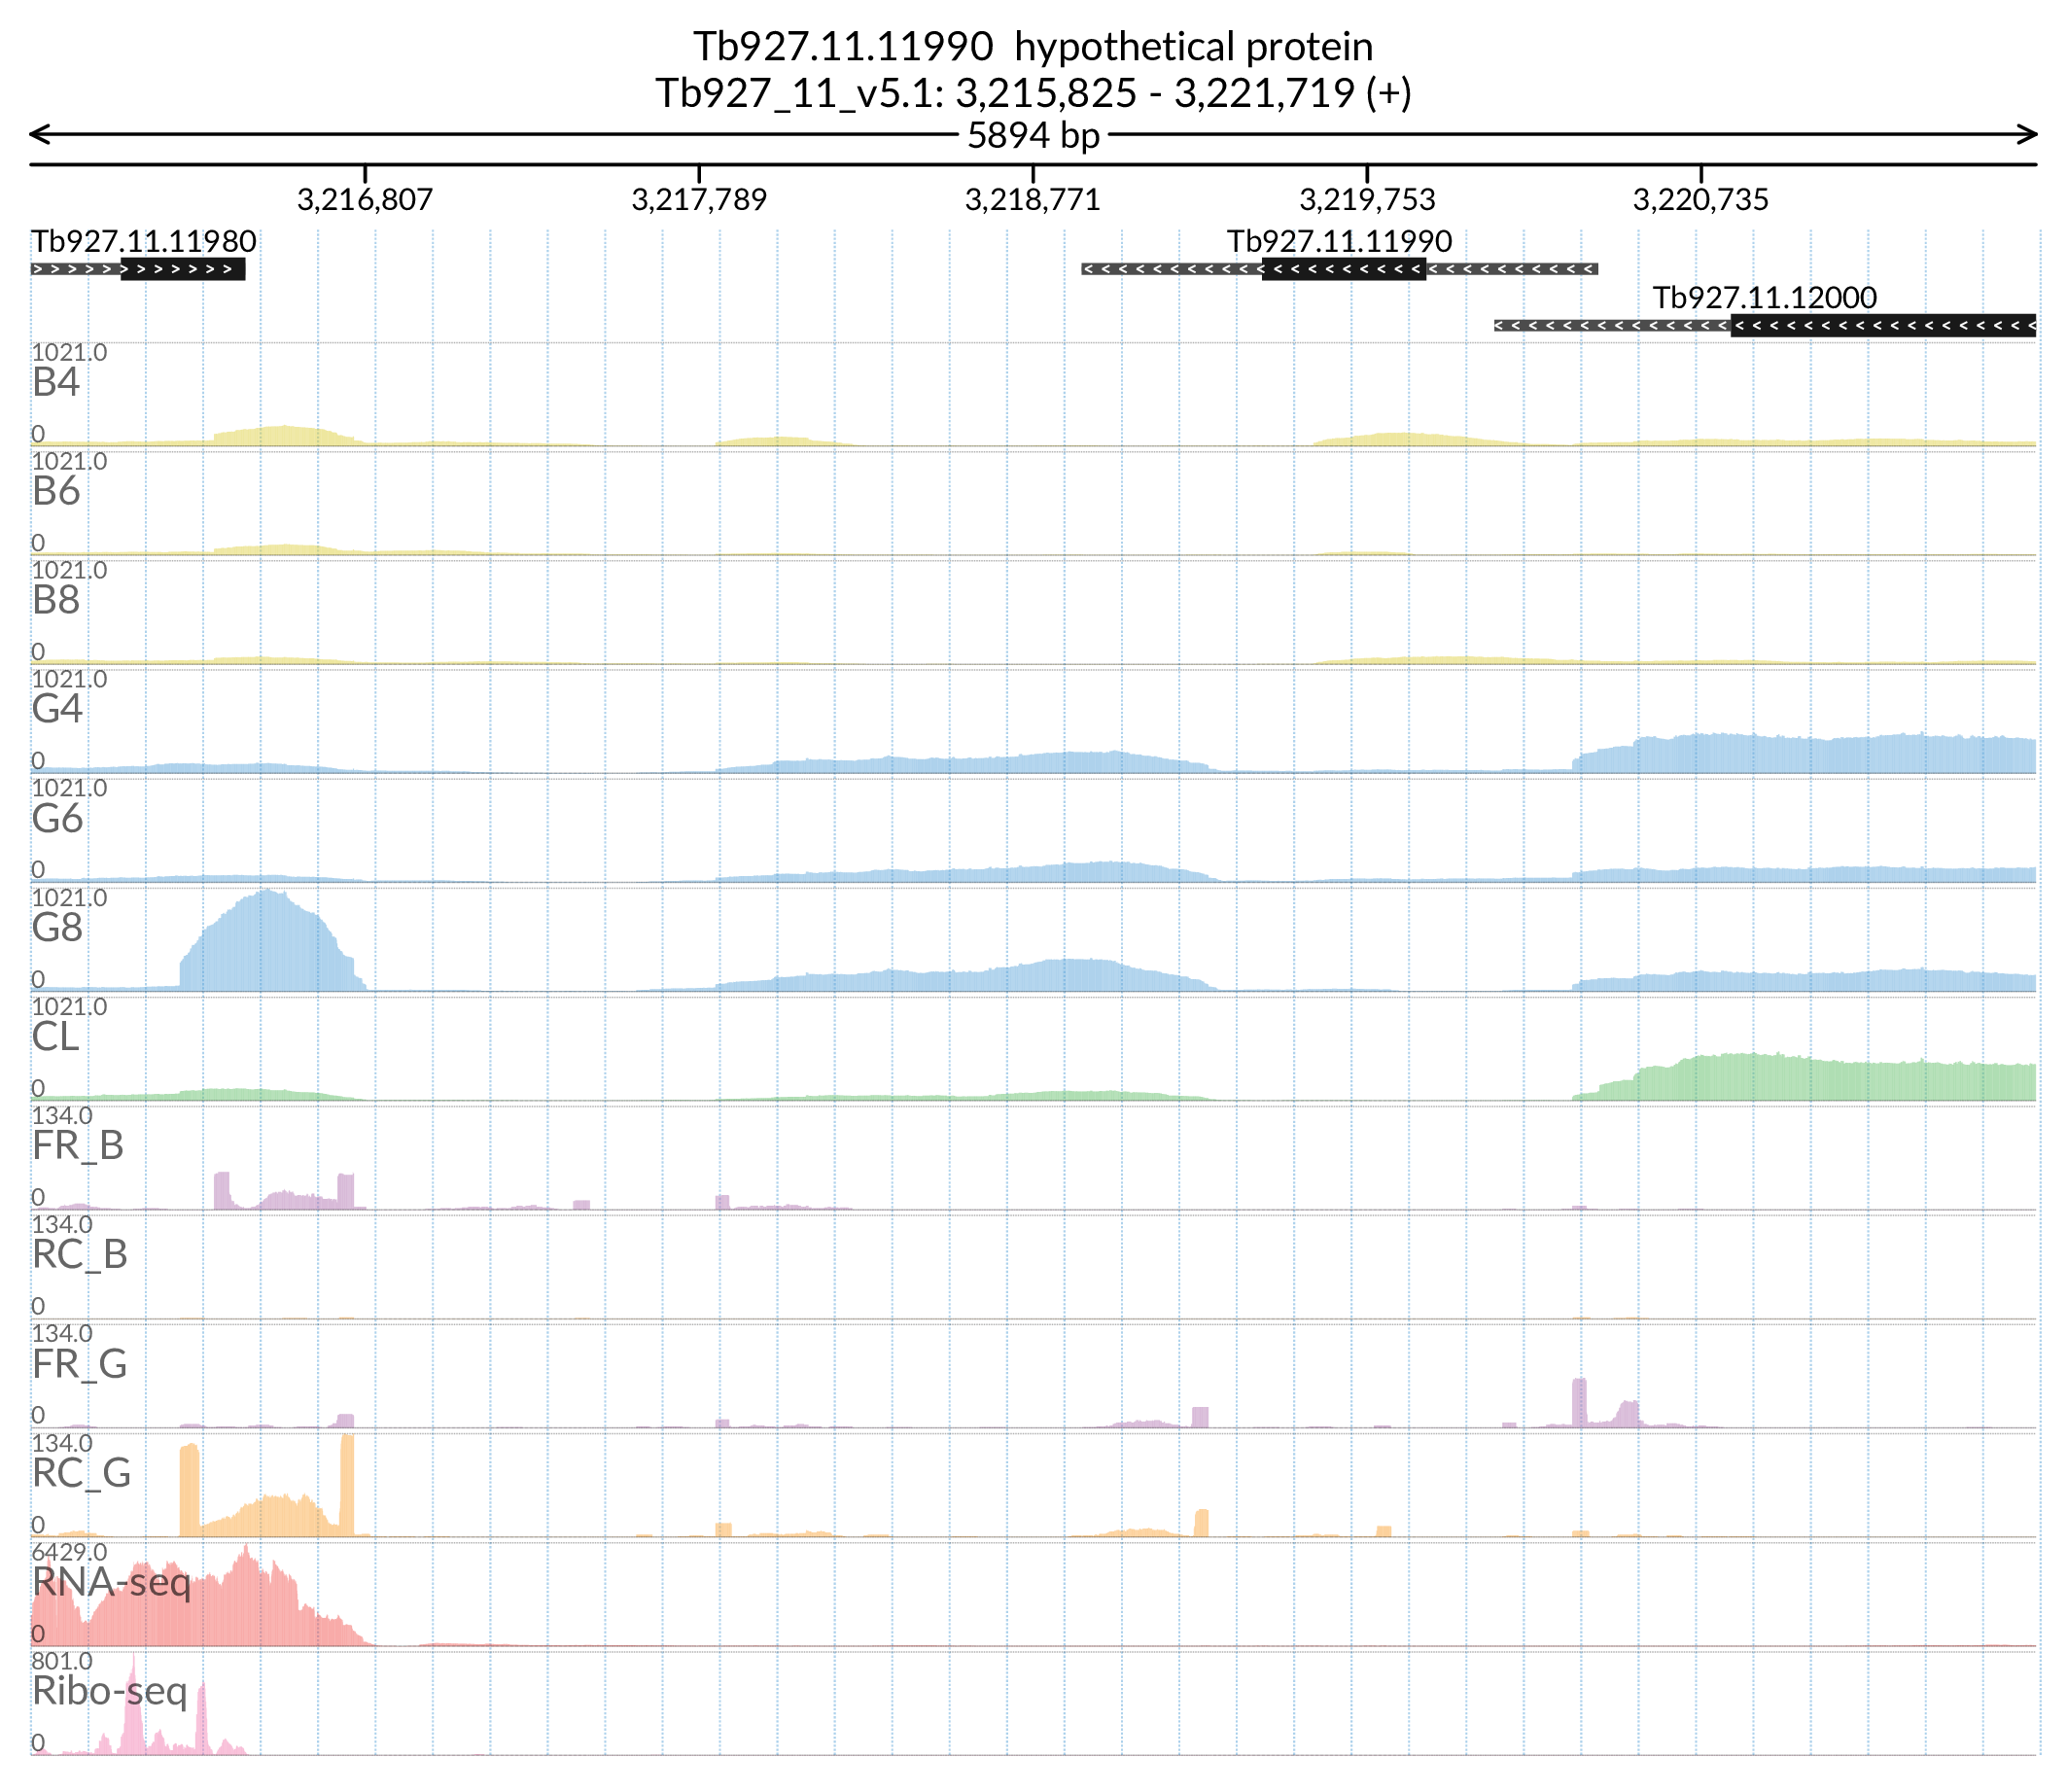 Tb927.11.11990  hypothetical protein
Tb927_11_v5.1: 3,215,825 - 3,221,719 (+)
5894 bp
3,216,807 3,217,789 3,218,771 3,219,753 3,220,735
Tb927.11.11980 Tb927.11.11990
Tb927.11.12000
1021.0
B4
0
1021.0
B6
0
1021.0
B8
0
1021.0
G4
0
1021.0
G6
0
1021.0
G8
0
1021.0
CL
0
134.0
FR_B
0
134.0
RC_B
0
134.0
FR_G
0
134.0
RC_G
0
6429.0
RNA-seq
0
801.0
Ribo-seq
0